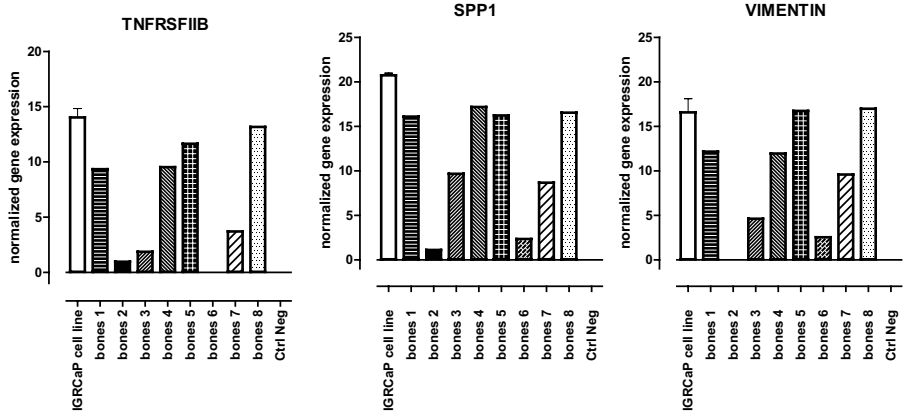 TNFRSFIIB
normalized gene expression
20
15
10
5
0
IGRCaP cell line
bones 1
bones 2
bones 3
bones 4
bones 5
bones 6
bones 7
bones 8
Ctrl Neg
SPP1
normalized gene expression
25
20
15
10
5
0
IGRCaP cell line
bones 1
bones 2
bones 3
bones 4
bones 5
bones 6
bones 7
bones 8
Ctrl Neg
VIMENTIN
normalized gene expression
25
20
15
10
5
0
IGRCaP cell line
bones 1
bones 2
bones 3
bones 4
bones 5
bones 6
bones 7
bones 8
Ctrl Neg